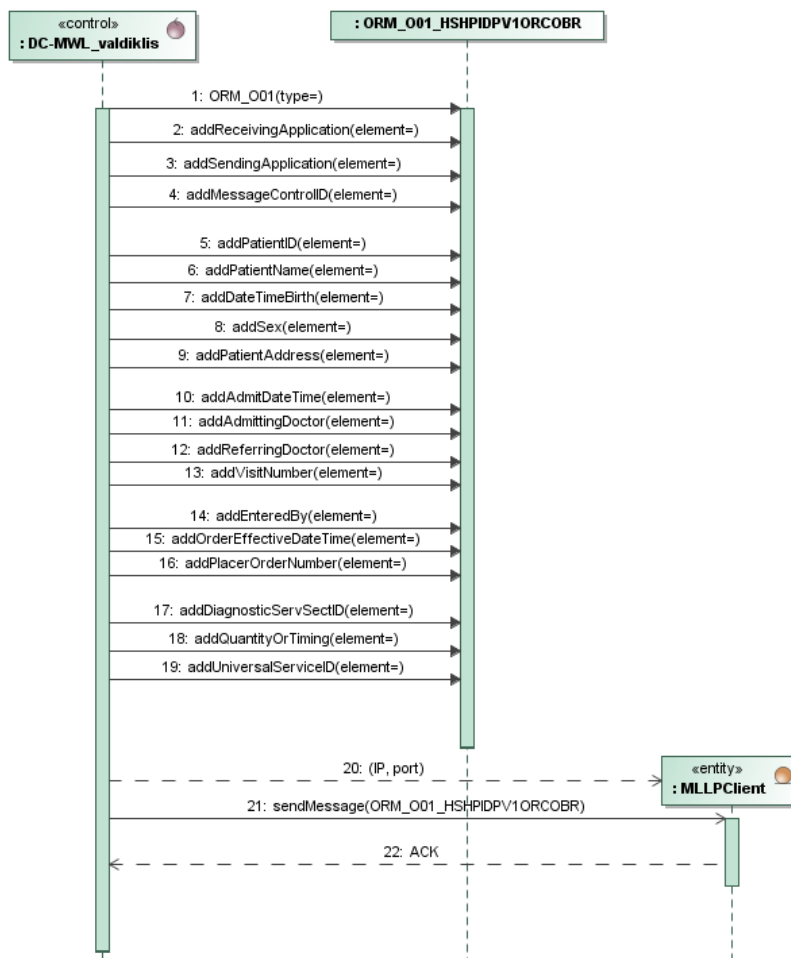 «control»
: DC-MWL_valdiklis
: ORM_O01_HSHPIDPV1ORCOBR
1: ORM_O01(type=)
2: addReceivingApplication(element=)
3: addSendingApplication(element=)
4: addMessageControlID(element=)
5: addPatientID(element=)
6: addPatientName(element=)
7: addDateTimeBirth(element=)
8: addSex(element=)
9: addPatientAddress(element=)
10: addAdmitDateTime(element=)
11: addAdmittingDoctor(element=)
12: addReferringDoctor(element=)
13: addVisitNumber(element=)
14: addEnteredBy(element=)
15: addOrderEffectiveDateTime(element=)
16: addPlacerOrderNumber(element=)
17: addDiagnosticServSectID(element=)
18: addQuantityOrTiming(element=)
19: addUniversalServiceID(element=)
20: (IP, port)
«entity»
: MLLPClient
21: sendMessage(ORM_O01_HSHPIDPV1ORCOBR)
22: ACK